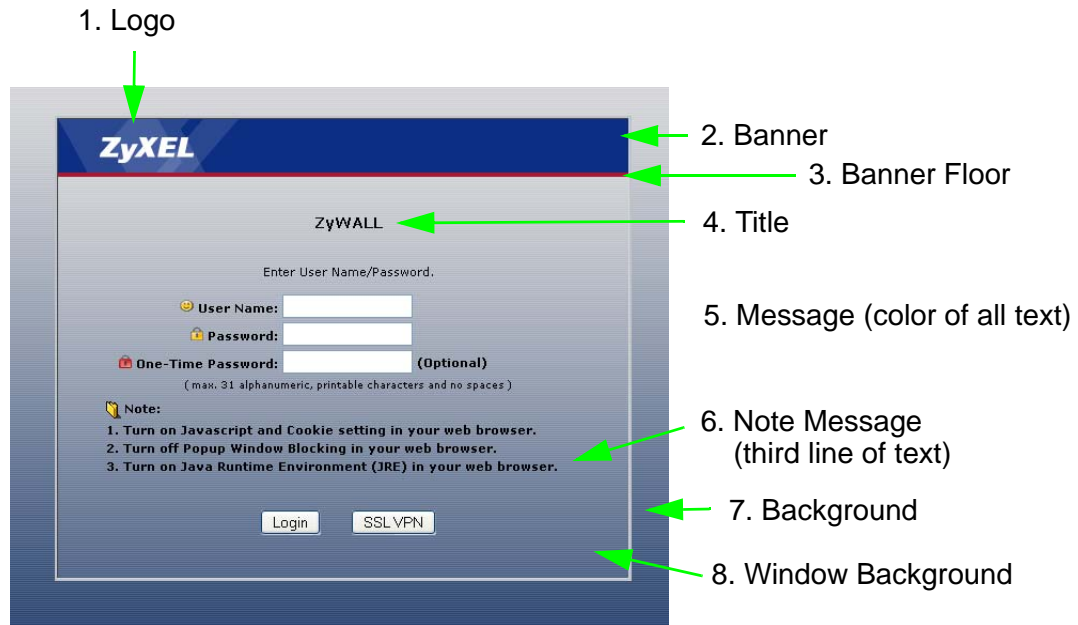 1. Logo
ZyXEL
2. Banner
3. Banner Floor
ZyWALL
4. Title
Enter User Name/Password.
User Name:
5. Message (color of all text)
Password:
One-Time Password:
(Optional)
( max. 31 alphanumeric, printable characters and no spaces )
Note:
1. Turn on Javascript and Cookie setting in your web browser.
2. Turn off Popup Window Blocking in your web browser.
3. Turn on Java Runtime Environment (JRE) in your web browser.
6. Note Message
(third line of text)
7. Background
Login
SSL VPN
8. Window Background